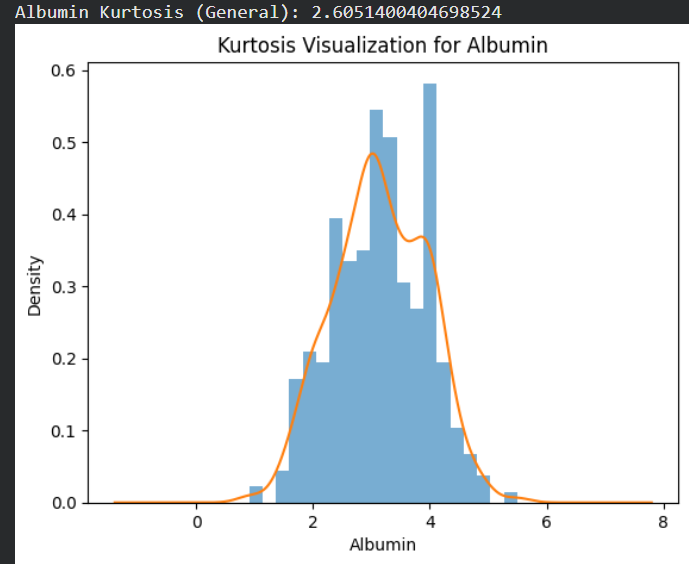 Albumin Kurtosis (General): 2.6051400404698524
Kurtosis Visualization for Albumin
0.6
0.5
0.4
0.3
0.2
0.1
0.0
Density
0 2 4 6 8
Albumin